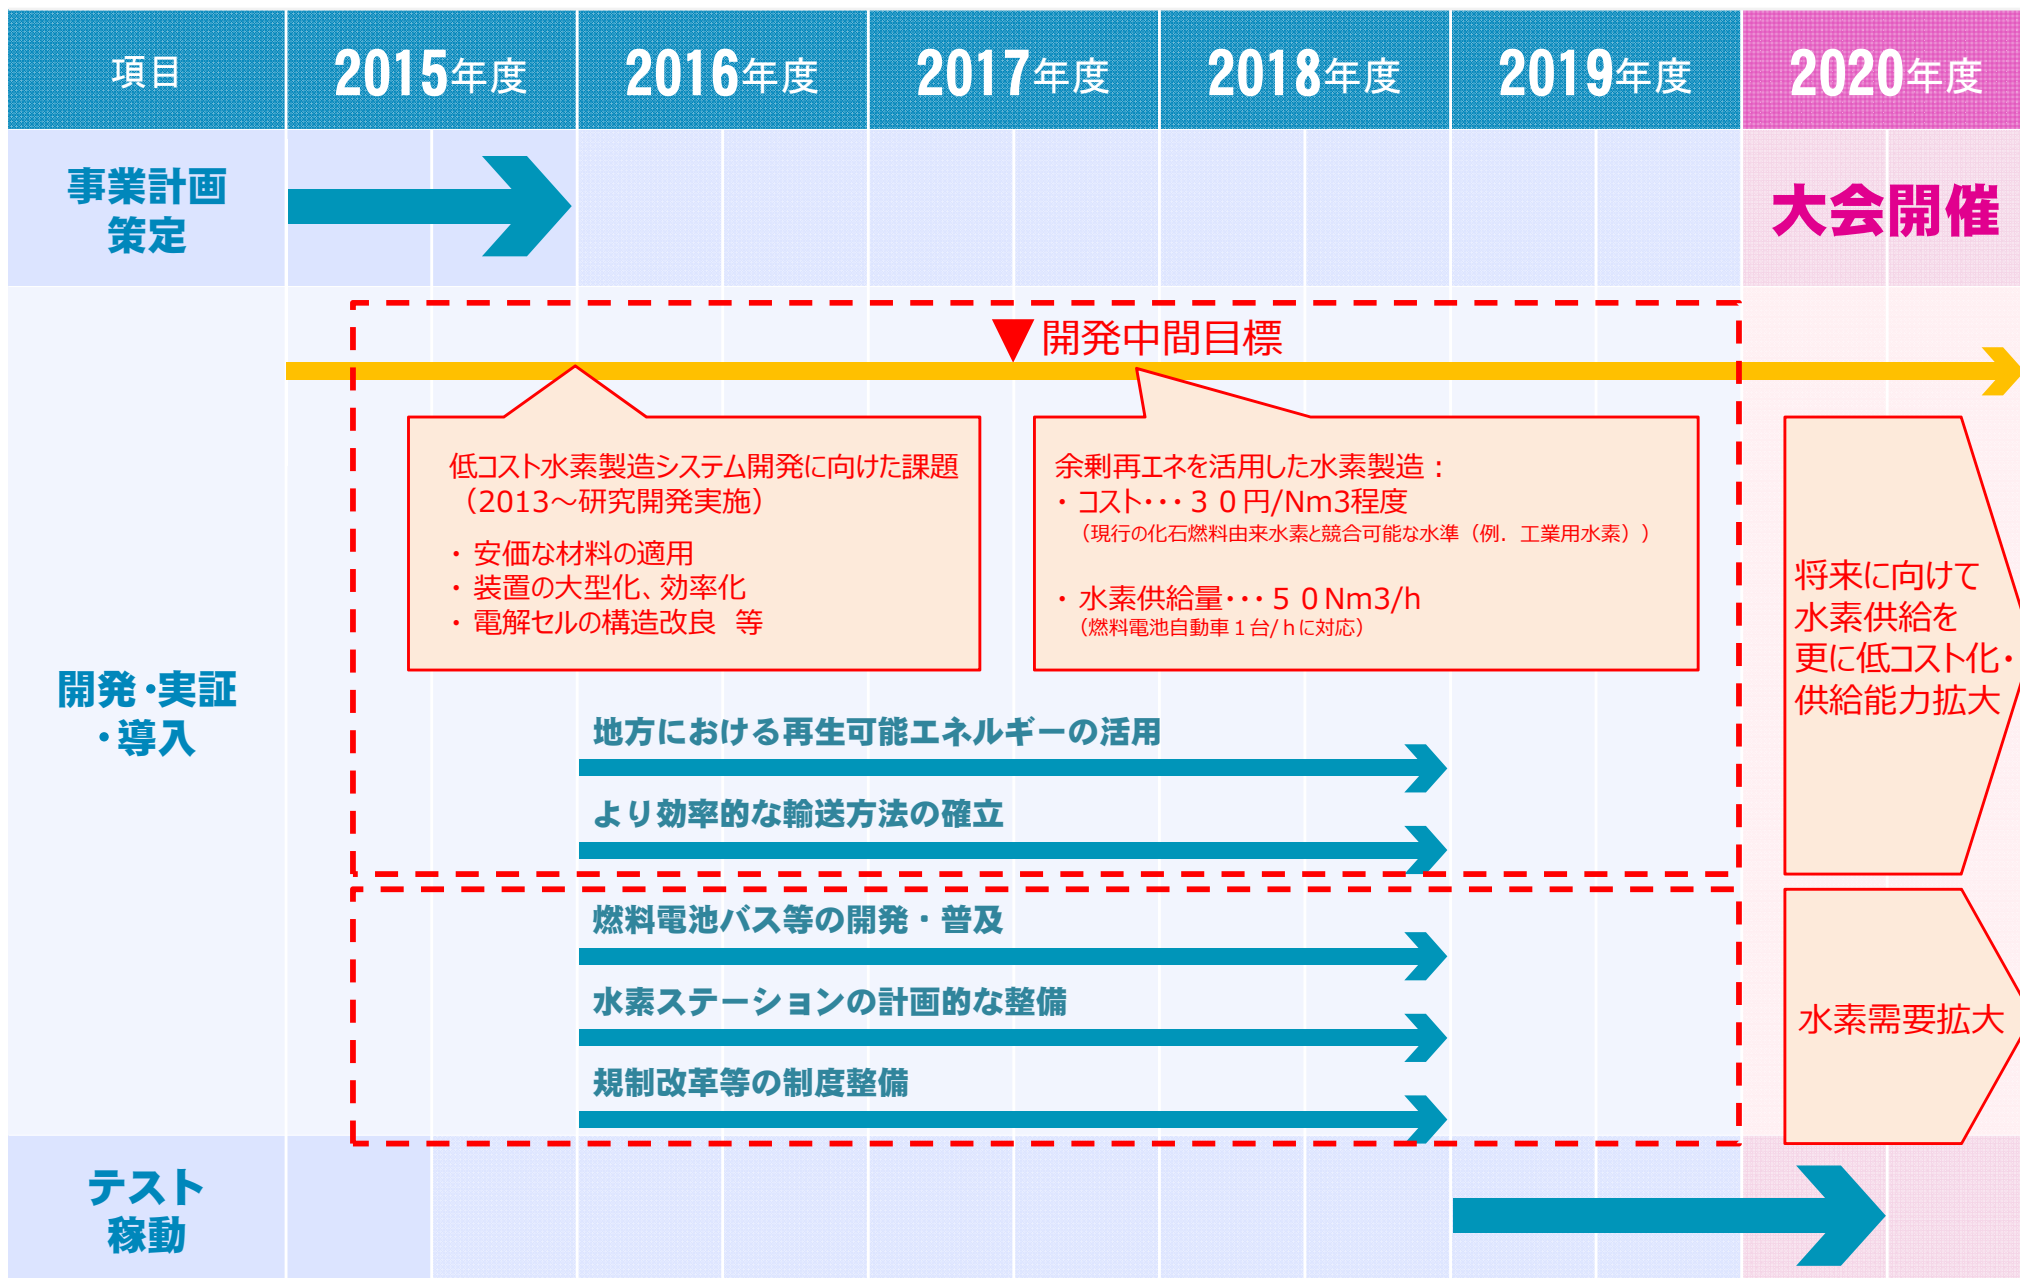 項目
2015年度
2016年度
2017年度
2018年度
2019年度
2020年度
事業計画
策定
大会開催
開発・実証
・導入
▼開発中間目標
低コスト水素製造システム開発に向けた課題
（2013～研究開発実施）
・ 安価な材料の適用
・ 装置の大型化、効率化
・ 電解セルの構造改良　等
余剰再エネを活用した水素製造：
・ コスト・・・３０円/Nm3程度
（現行の化石燃料由来水素と競合可能な水準（例．工業用水素））
・ 水素供給量・・・５０Nm3/h
（燃料電池自動車１台/ｈに対応）
将来に向けて
水素供給を
更に低コスト化・
供給能力拡大
地方における再生可能エネルギーの活用
より効率的な輸送方法の確立
燃料電池バス等の開発・普及
水素ステーションの計画的な整備
規制改革等の制度整備
水素需要拡大
テスト
稼動